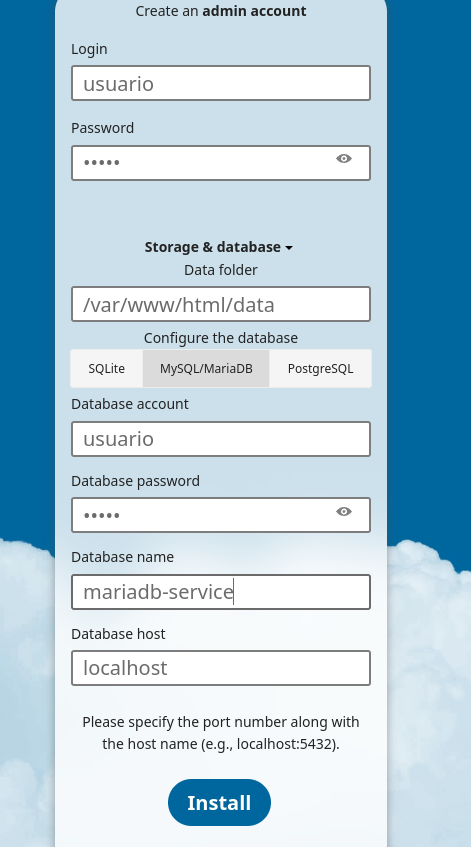 Create an admin account
Login
usuario
Password
•••••
Storage & database
Data folder
/var/www/html/data
Configure the database
SQLite MySQL/MariaDB PostgreSQL
Database account
usuario
Database password
•••••
Database name
mariadb-service
Database host
localhost
Please specify the port number along with
the host name (e.g., localhost:5432).
Install